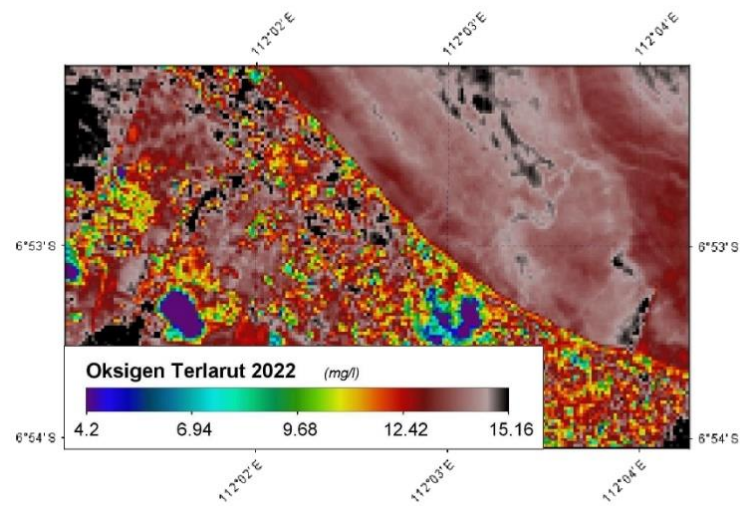 112°02'E 112°03'E 112°04'E
6°53'S 6°53'S
Oksigen Terlarut 2022 (mg/l)
4.2 6.94 9.68 12.42 15.16
6°54'S 6°54'S
112°02'E 112°03'E 112°04'E